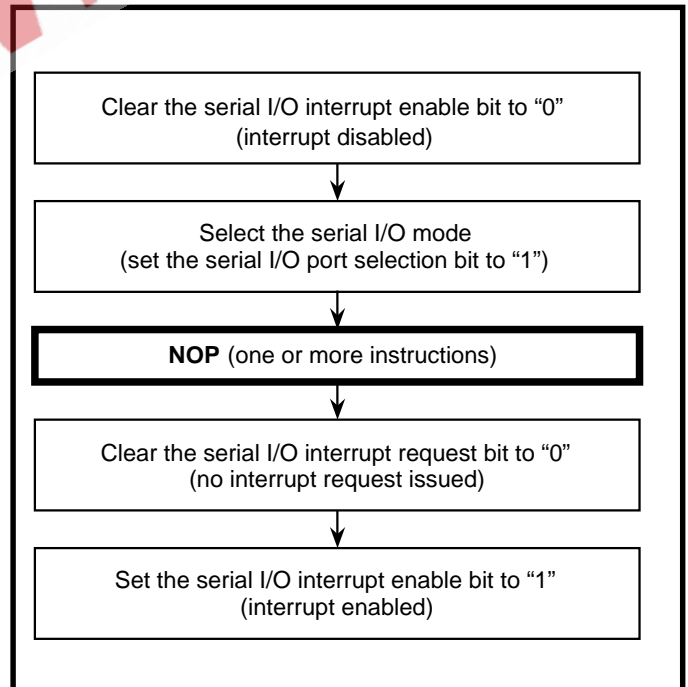 Clear the serial I/O interrupt enable bit to “0”
(interrupt disabled)
Select the serial I/O mode
(set the serial I/O port selection bit to “1”)
NOP (one or more instructions)
Clear the serial I/O interrupt request bit to “0”
(no interrupt request issued)
Set the serial I/O interrupt enable bit to “1”
(interrupt enabled)